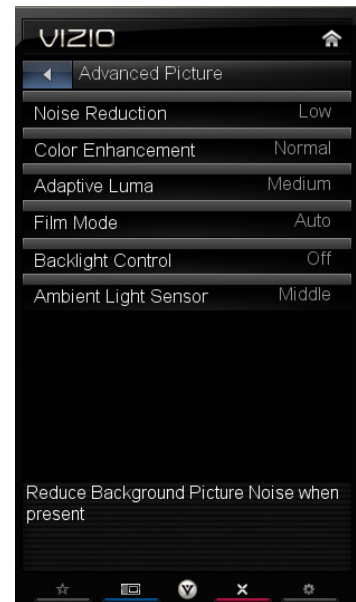 VIZIO
Advanced Picture
Noise Reduction Low
Color Enhancement Normal
Adaptive Luma Medium
Film Mode Auto
Backlight Control Off
Ambient Light Sensor Middle
Reduce Background Picture Noise when
present
V